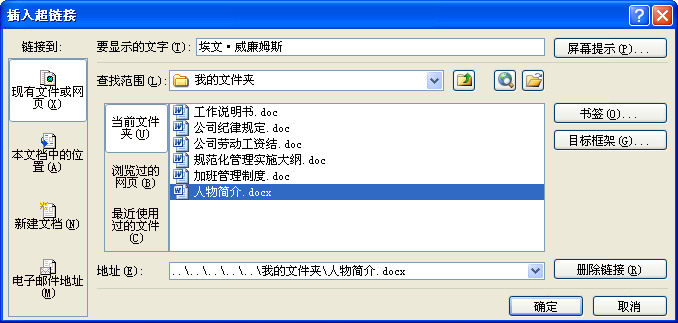 插入超链接
链接到:
要显示的文字(T): 埃文·威廉姆斯
屏幕提示(P)...
现有文件或网
页(X)
查找范围(L): 我的文件夹
当前文件
夹(U)
工作说明书.doc
公司纪律规定.doc
公司劳动工资结.doc
规范化管理实施大纲.doc
加班管理制度.doc
人物简介.docx
书签(O)...
目标框架(G)...
本文档中的
位置(A)
浏览过的
网页(B)
新建文档(N)
最近使用
过的文件
(C)
电子邮件地址
(M)
地址(E): ..\..\..\..\..\我的文件夹\人物简介.docx
删除链接(R)
确定
取消